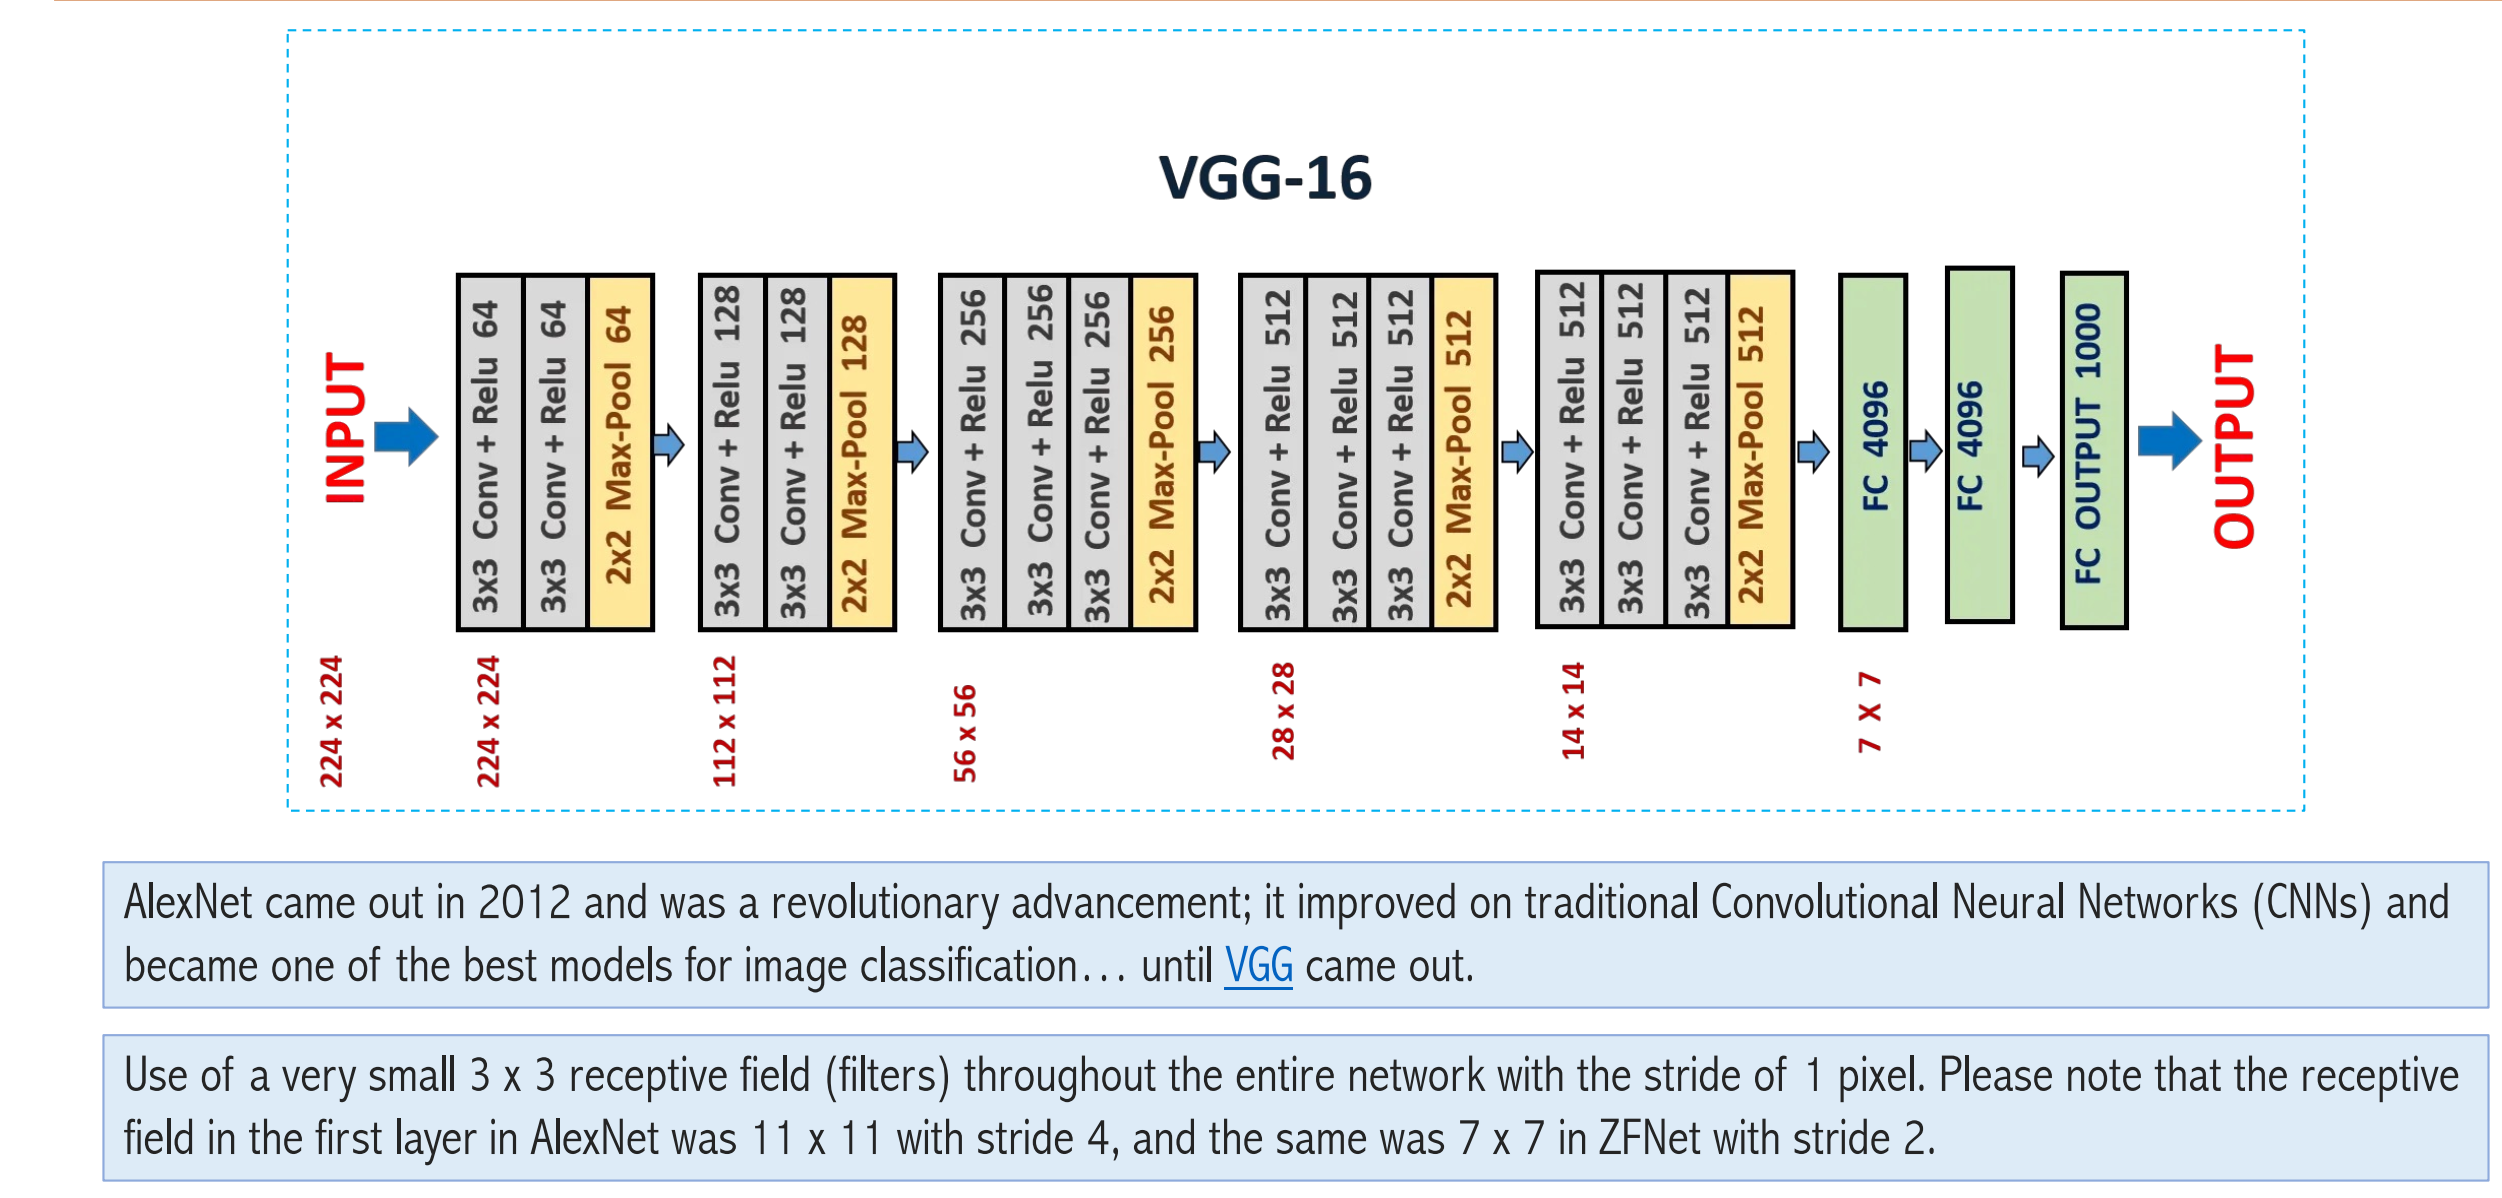 VGG-16
INPUT
3x3 Conv + Relu 64
3x3 Conv + Relu 64
2x2 Max-Pool 64
3x3 Conv + Relu 128
3x3 Conv + Relu 128
2x2 Max-Pool 128
3x3 Conv + Relu 256
3x3 Conv + Relu 256
3x3 Conv + Relu 256
2x2 Max-Pool 256
3x3 Conv + Relu 512
3x3 Conv + Relu 512
3x3 Conv + Relu 512
2x2 Max-Pool 512
3x3 Conv + Relu 512
3x3 Conv + Relu 512
3x3 Conv + Relu 512
2x2 Max-Pool 512
FC 4096
FC 4096
FC OUTPUT 1000
OUTPUT
224 x 224
224 x 224
112 x 112
56 x 56
28 x 28
14 x 14
7 x 7
AlexNet came out in 2012 and was a revolutionary advancement; it improved on traditional Convolutional Neural Networks (CNNs) and
became one of the best models for image classification… until VGG came out.
Use of a very small 3 x 3 receptive field (filters) throughout the entire network with the stride of 1 pixel. Please note that the receptive
field in the first layer in AlexNet was 11 x 11 with stride 4, and the same was 7 x 7 in ZFNet with stride 2.